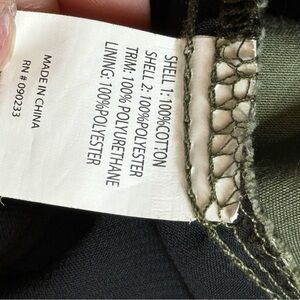 SHELL 1: 100%COTTON
SHELL 2: 100%POLYESTER
TRIM: 100% POLYURETHANE
LINING: 100%POLYESTER
MADE IN CHINA
RN # 090233